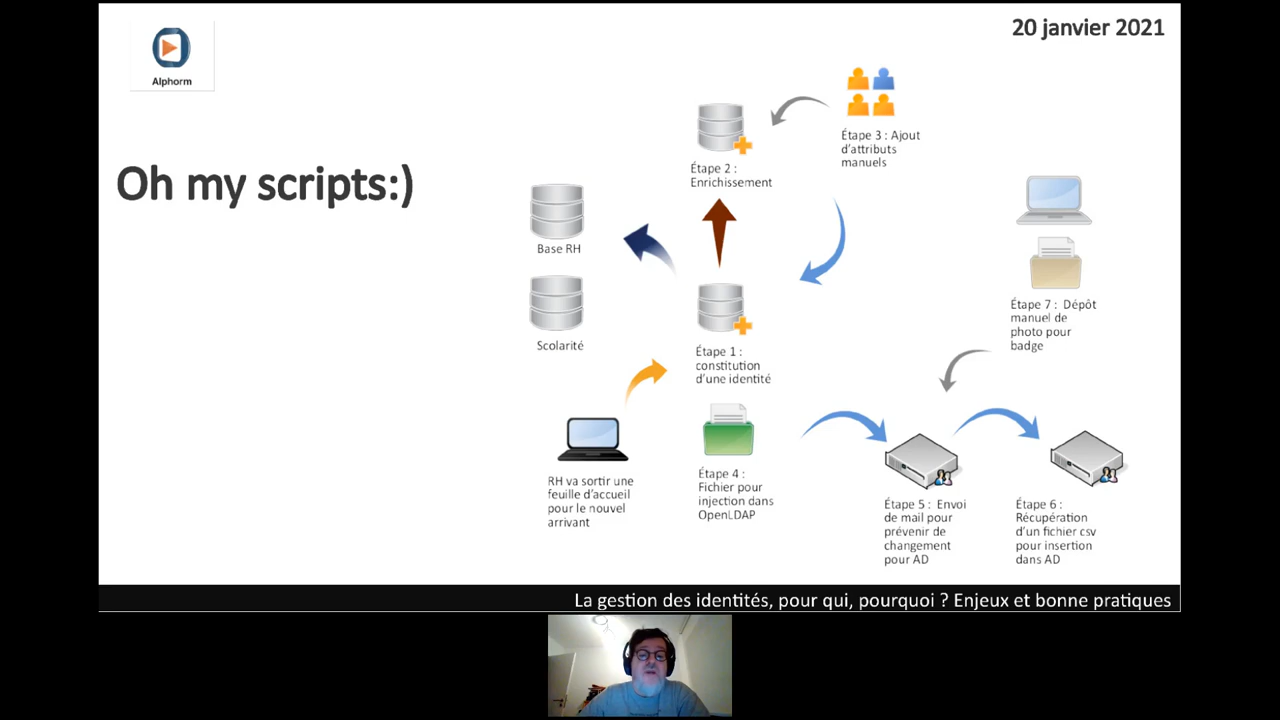 Alphorm
20 janvier 2021
Oh my scripts:)
Étape 3 : Ajout
d'attributs
manuels
Étape 2 :
Enrichissement
Base RH
Scolarité
Étape 7 : Dépôt
manuel de
photo pour
badge
Étape 1 :
constitution
d'une identité
RH va sortir une
feuille d'accueil
pour le nouvel
arrivant
Étape 4 :
Fichier pour
injection dans
OpenLDAP
Étape 5 : Envoi
de mail pour
prévenir de
changement
pour AD
Étape 6 :
Récupération
d'un fichier csv
pour insertion
dans AD
La gestion des identités, pour qui, pourquoi ? Enjeux et bonne pratiques